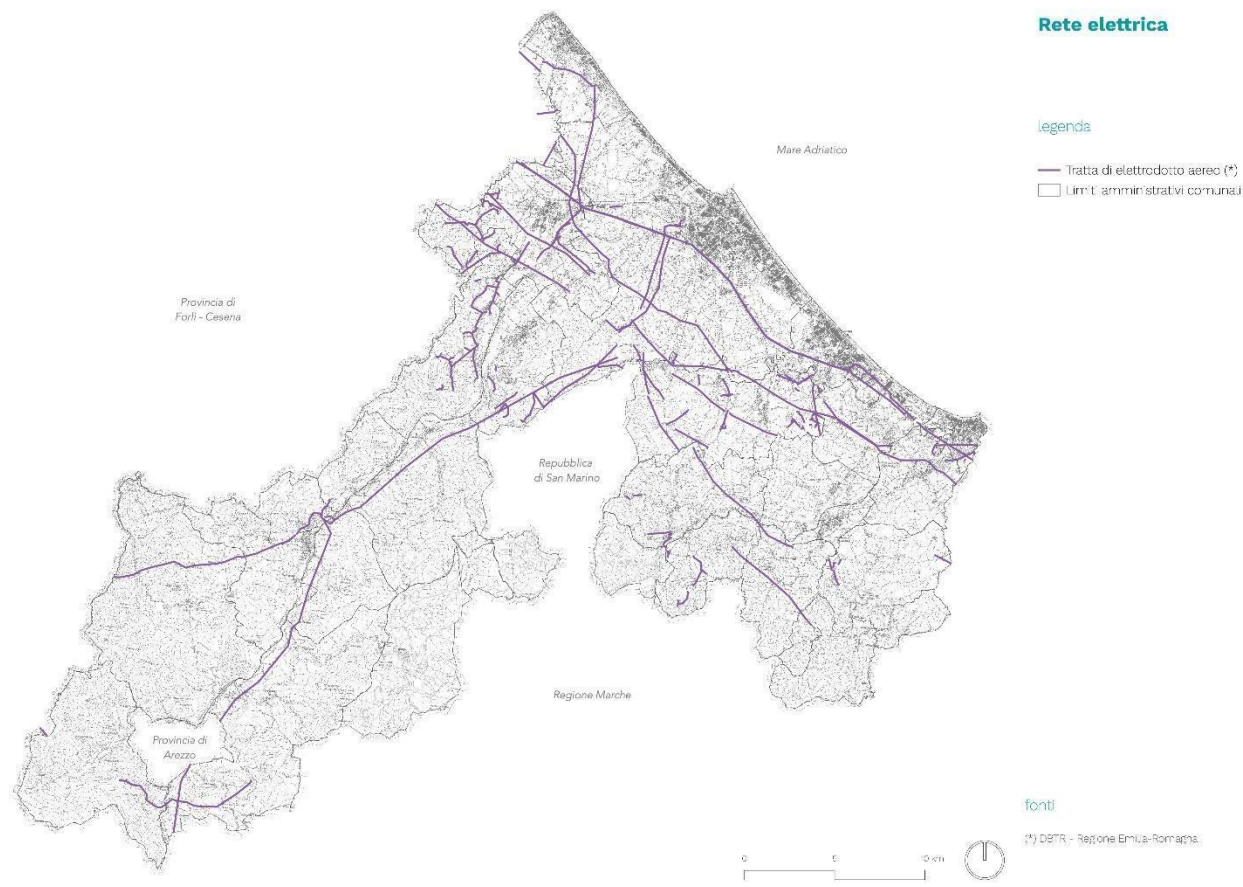 Rete elettrica
legenda
Tratta di elettrodotto aereo (*)
Limiti amministrativi comunali
Mare Adriatico
Provincia di
Forlì - Cesena
Repubblica
di San Marino
Regione Marche
Provincia di
Arezzo
fonti
(*) DBTR - Regione Emilia-Romagna
0 5 10 km